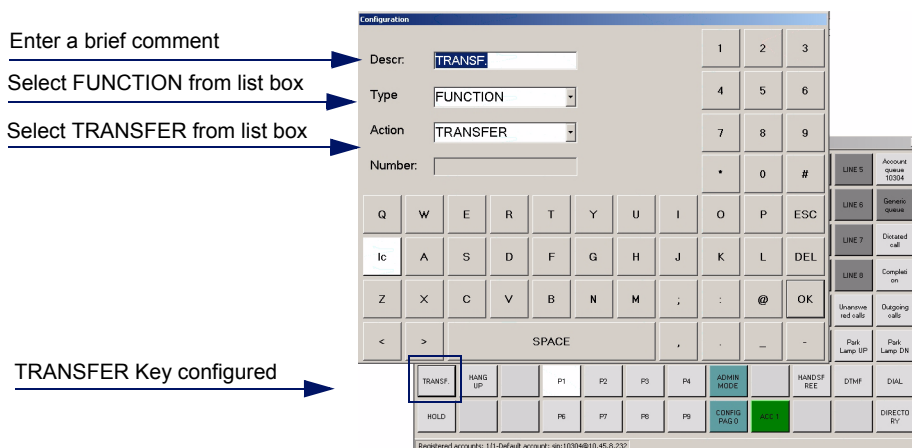 Configuration
Enter a brief comment
Descr: TRANSF.
Select FUNCTION from list box
Type FUNCTION
Select TRANSFER from list box
Action TRANSFER
Number:
1 2 3
4 5 6
7 8 9
* 0 #
Q W E R T Y U I O P ESC
lc A S D F G H J K L DEL
Z X C V B N M ; : @ OK
< > SPACE , . _ -
LINE 5 Account queue 10304
LINE 6 Generic queue
LINE 7 Dictated call
LINE 8 Completi on
Unanswe red calls Outgoing calls
Park Lamp UP Park Lamp DN
TRANSFER Key configured
TRANSF. HANG UP P1 P2 P3 P4 ADMIN MODE HANDSF REE DTMF DIAL
HOLD P6 P7 P8 P9 CONFIG PAG 0 ACC 1 DIRECTO RY
Registered accounts: 1/1-Default account: sip:10304@10.45.8.232